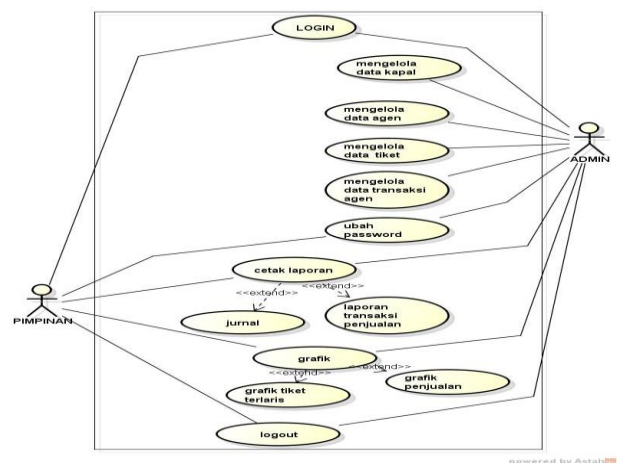 LOGIN
mengelola
data kapal
mengelola
data agen
mengelola
data tiket
mengelola
data transaksi
agen
ubah
password
ADMIN
cetak laporan
<<extend>>
<<extend>>
jurnal
laporan
transaksi
penjualan
PIMPINAN
grafik
<<extend>>
<<extend>>
grafik tiket
terlaris
grafik
penjualan
logout
powered by Astah